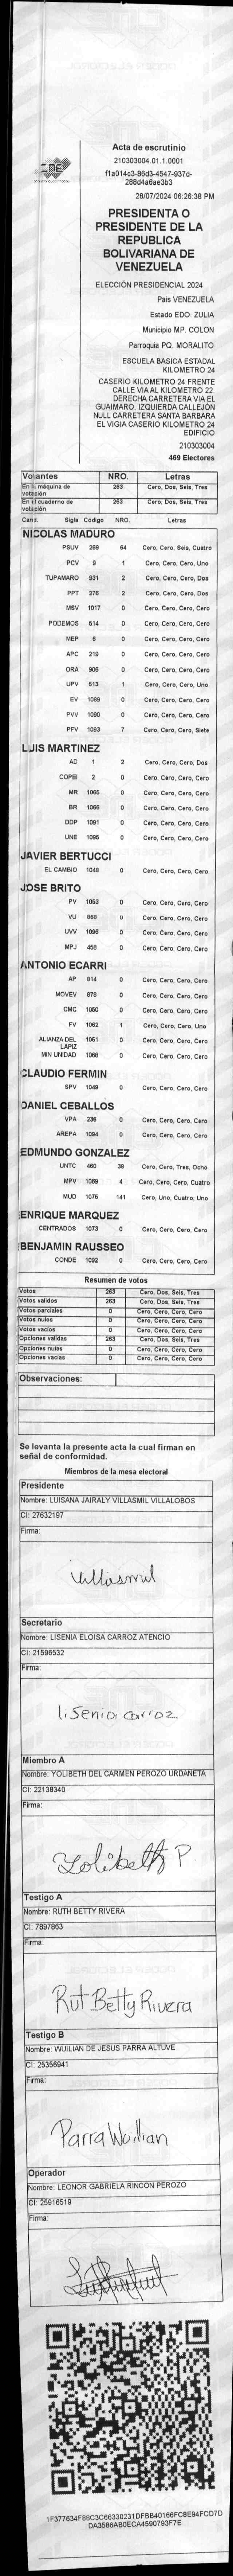 CNE
Acta de escrutinio
210303004.01.1.0001
f1a014c3-86d3-4547-937d-
288d4a6ae3b3
28/07/2024 06:26:38 PM
PRESIDENTA O
PRESIDENTE DE LA
REPUBLICA
BOLIVARIANA DE
VENEZUELA
ELECCIÓN PRESIDENCIAL 2024
Pais VENEZUELA
Estado EDO. ZULIA
Municipio MP. COLON
Parroquia PQ. MORALITO
ESCUELA BÁSICA ESTADAL
KILOMETRO 24
CASERIO KILOMETRO 24 FRENTE
CALLE VIA AL KILOMETRO 22.
DERECHA CARRETERA VIA EL
GUAIMARO. IZQUIERDA CALLEJÓN
NULL CARRETERA SANTA BARBARA
EL VIGIA CASERIO KILOMETRO 24
EDIFICIO
210303004
469 Electores
Votantes NRO. Letras
En la máquina de votación 263 Cero, Dos, Seis, Tres
En el cuaderno de votación 263 Cero, Dos, Seis, Tres
Cand. Sigla Código NRO. Letras
NICOLAS MADURO
PSUV 269 64 Cero, Cero, Seis, Cuatro
PCV 9 1 Cero, Cero, Cero, Uno
TUPAMARO 931 2 Cero, Cero, Cero, Dos
PPT 276 2 Cero, Cero, Cero, Dos
MSV 1017 0 Cero, Cero, Cero, Cero
PODEMOS 514 0 Cero, Cero, Cero, Cero
MEP 6 0 Cero, Cero, Cero, Cero
APC 219 0 Cero, Cero, Cero, Cero
ORA 906 0 Cero, Cero, Cero, Cero
UPV 513 1 Cero, Cero, Cero, Uno
EV 1089 0 Cero, Cero, Cero, Cero
PVV 1090 0 Cero, Cero, Cero, Cero
PFV 1093 7 Cero, Cero, Cero, Siete
LUIS MARTINEZ
AD 1 2 Cero, Cero, Cero, Dos
COPEI 2 0 Cero, Cero, Cero, Cero
MR 1065 0 Cero, Cero, Cero, Cero
BR 1066 0 Cero, Cero, Cero, Cero
DDP 1091 0 Cero, Cero, Cero, Cero
UNE 1095 0 Cero, Cero, Cero, Cero
JAVIER BERTUCCI
EL CAMBIO 1048 0 Cero, Cero, Cero, Cero
JOSE BRITO
PV 1053 0 Cero, Cero, Cero, Cero
VU 868 0 Cero, Cero, Cero, Cero
UVV 1096 0 Cero, Cero, Cero, Cero
MPJ 458 0 Cero, Cero, Cero, Cero
ANTONIO ECARRI
AP 814 0 Cero, Cero, Cero, Cero
MOVEV 878 0 Cero, Cero, Cero, Cero
CMC 1050 0 Cero, Cero, Cero, Cero
FV 1062 1 Cero, Cero, Cero, Uno
ALIANZA DEL LAPIZ 1051 0 Cero, Cero, Cero, Cero
MIN UNIDAD 1068 0 Cero, Cero, Cero, Cero
CLAUDIO FERMIN
SPV 1049 0 Cero, Cero, Cero, Cero
DANIEL CEBALLOS
VPA 236 0 Cero, Cero, Cero, Cero
AREPA 1094 0 Cero, Cero, Cero, Cero
EDMUNDO GONZALEZ
UNTC 460 38 Cero, Cero, Tres, Ocho
MPV 1069 4 Cero, Cero, Cero, Cuatro
MUD 1075 141 Cero, Uno, Cuatro, Uno
ENRIQUE MARQUEZ
CENTRADOS 1073 0 Cero, Cero, Cero, Cero
BENJAMIN RAUSSEO
CONDE 1092 0 Cero, Cero, Cero, Cero
Resumen de votos
Votos 263 Cero, Dos, Seis, Tres
Votos válidos 263 Cero, Dos, Seis, Tres
Votos parciales 0 Cero, Cero, Cero, Cero
Votos nulos 0 Cero, Cero, Cero, Cero
Votos vacíos 0 Cero, Cero, Cero, Cero
Opciones validas 263 Cero, Dos, Seis, Tres
Opciones nulas 0 Cero, Cero, Cero, Cero
Opciones vacias 0 Cero, Cero, Cero, Cero
Observaciones:
Se levanta la presente acta la cual firman en
señal de conformidad.
Miembros de la mesa electoral
Presidente
Nombre: LUISANA JAIRALY VILLASMIL VILLALOBOS
CI: 27632197
Firma:
Villasmil
Secretario
Nombre: LISENIA ELOISA CARROZ ATENCIO
CI: 21596532
Firma:
lisenia carroz
Miembro A
Nombre: YOLIBETH DEL CARMEN PEROZO URDANETA
CI: 22138340
Firma:
Yolibeth P
Testigo A
Nombre: RUTH BETTY RIVERA
CI: 7897863
Firma:
Rut Betty Rivera
Testigo B
Nombre: WUILIAN DE JESUS PARRA ALTUVE
CI: 25356941
Firma:
Parra Wuilian
Operador
Nombre: LEONOR GABRIELA RINCON PEROZO
CI: 25916519
Firma:
1F377634F88C3C66330231DFBB40166FC8E94FCD7D
DA3586AB0ECA4590793F7E